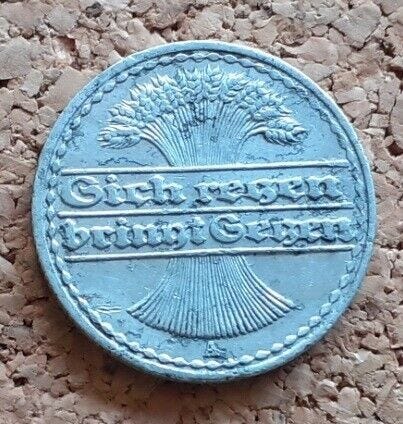 Sich regen
bringt Segen
A